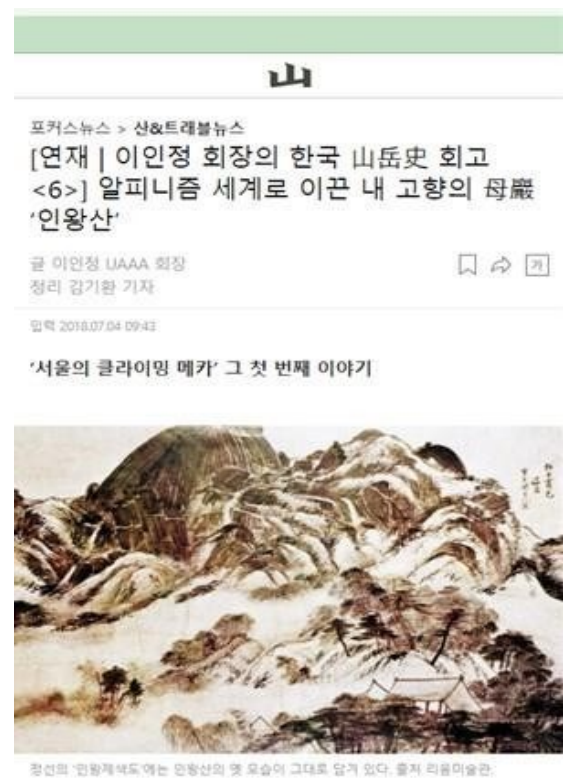 山
포커스뉴스 > 산&트래블뉴스
[연재 | 이인정 회장의 한국 山岳史 회고
<6>] 알피니즘 세계로 이끈 내 고향의 母巖
‘인왕산’
글 이인정 UAAA 회장
정리 김기환 기자
가
입력 2018.07.04 09:43
‘서울의 클라이밍 메카’ 그 첫 번째 이야기
정선의 ‘인왕제색도’에는 인왕산의 옛 모습이 그대로 담겨 있다. 출처 리움미술관.